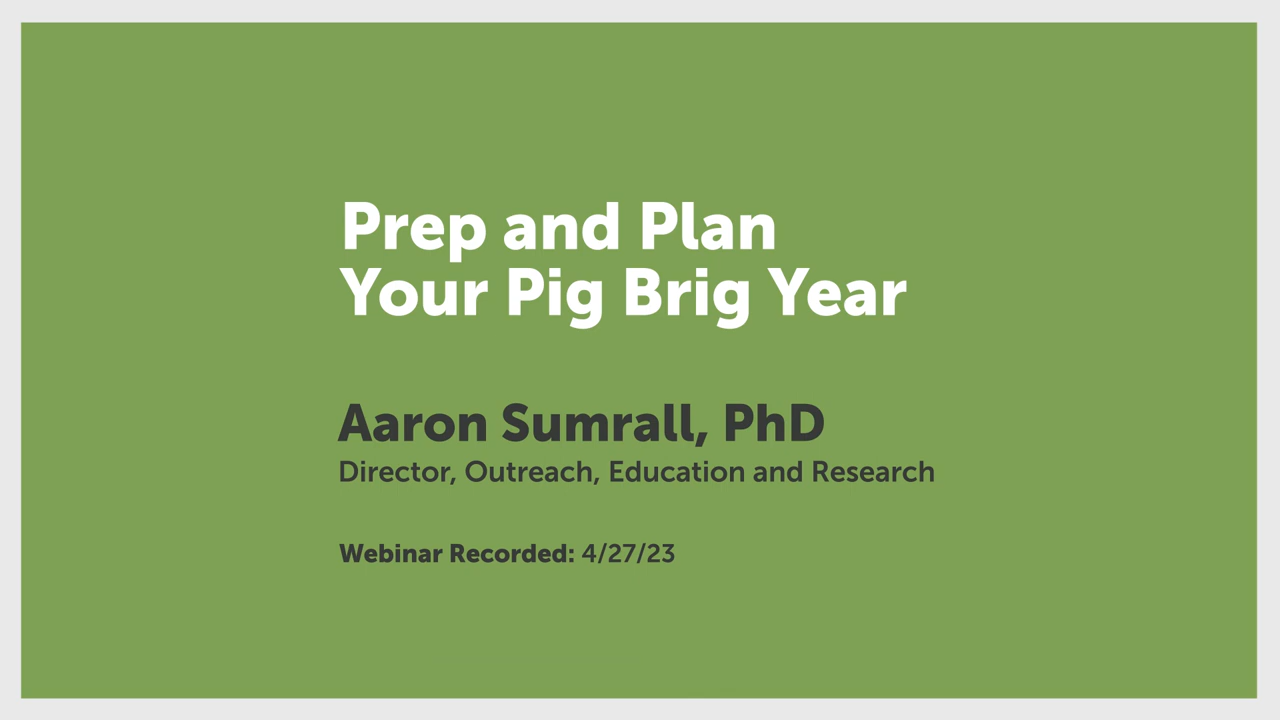 Prep and Plan
Your Pig Brig Year
Aaron Sumrall, PhD
Director, Outreach, Education and Research
Webinar Recorded: 4/27/23